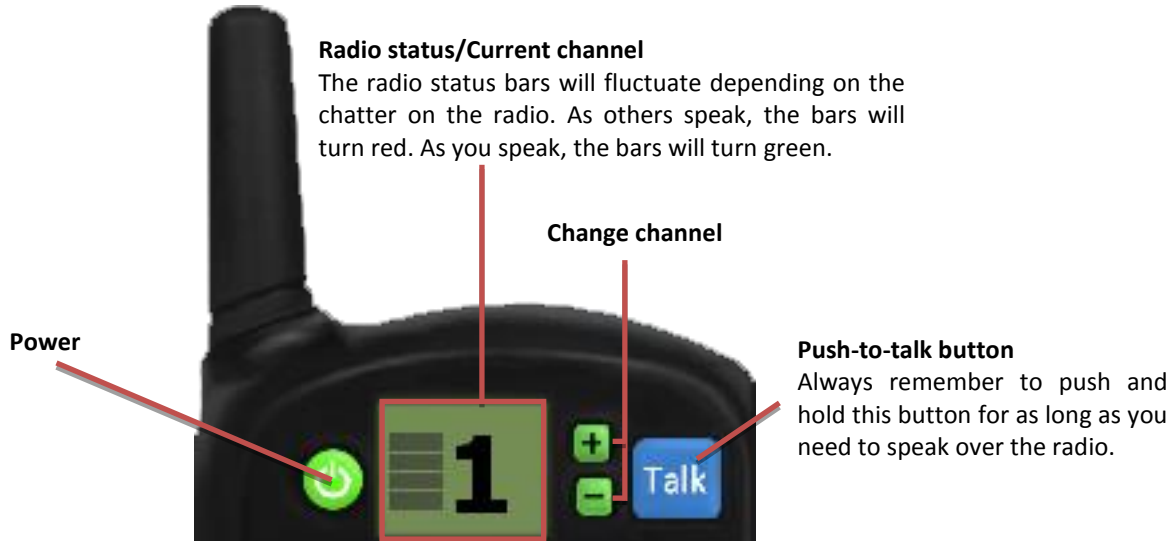 Radio status/Current channel
The radio status bars will fluctuate depending on the
chatter on the radio. As others speak, the bars will
turn red. As you speak, the bars will turn green.
Change channel
Power
Push-to-talk button
Always remember to push and
hold this button for as long as you
need to speak over the radio.
1
+
−
Talk